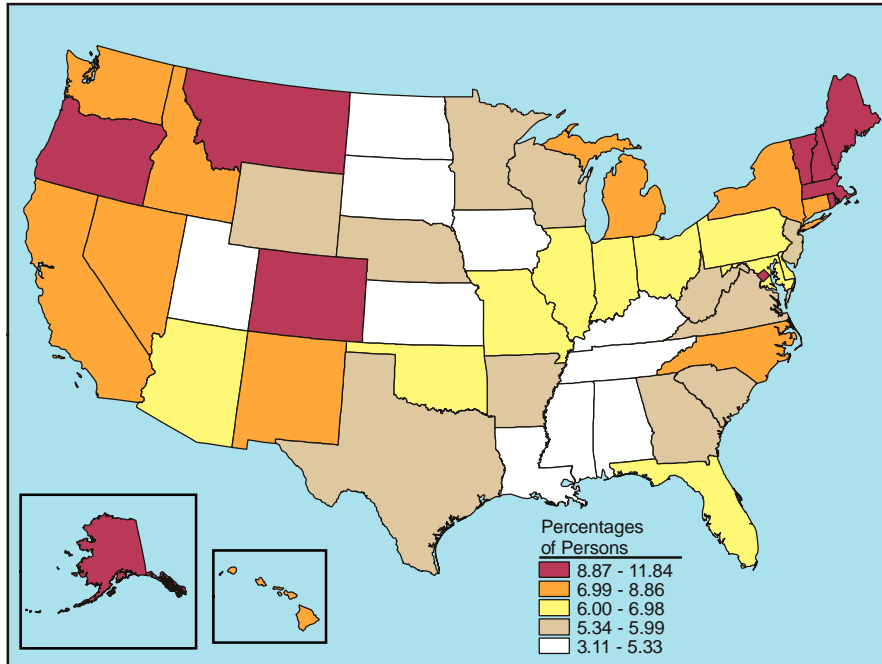 Percentages
of Persons
8.87 - 11.84
6.99 - 8.86
6.00 - 6.98
5.34 - 5.99
3.11 - 5.33